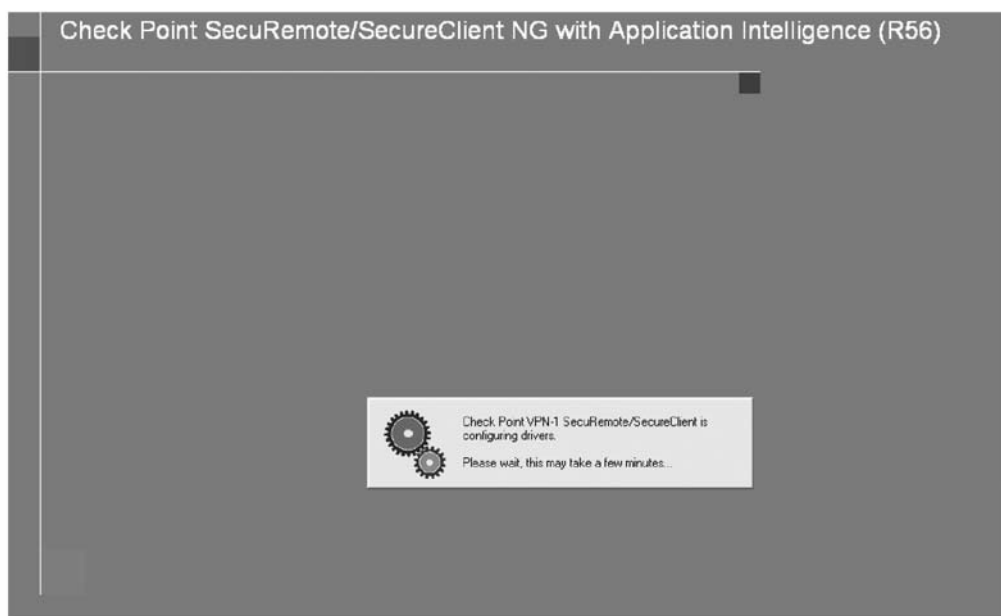 Check Point SecuRemote/SecureClient NG with Application Intelligence (R56)
Check Point VPN-1 SecuRemote/SecureClient is
configuring drivers.
Please wait, this may take a few minutes...